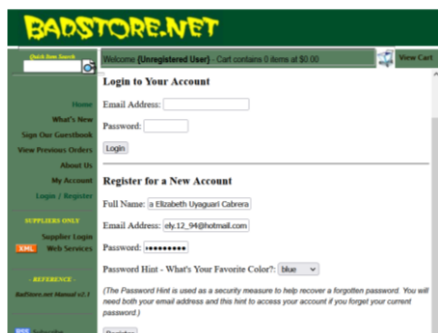 BADSTORE.NET
Quick Item Search
Welcome {Unregistered User} - Cart contains 0 items at $0.00
View Cart
Home
What's New
Sign Our Guestbook
View Previous Orders
About Us
My Account
Login / Register
SUPPLIERS ONLY
Supplier Login
XML Web Services
- REFERENCE -
BadStore.net Manual v2.1
RSS Subscribe
Login to Your Account
Email Address:
Password:
Login
Register for a New Account
Full Name: a Elizabeth Uyaguari Cabrera
Email Address: ely.12_94@hotmail.com
Password: •••••••••
Password Hint - What's Your Favorite Color?: blue
(The Password Hint is used as a security measure to help recover a forgotten password. You will
need both your email address and this hint to access your account if you forget your current
password.)
Register